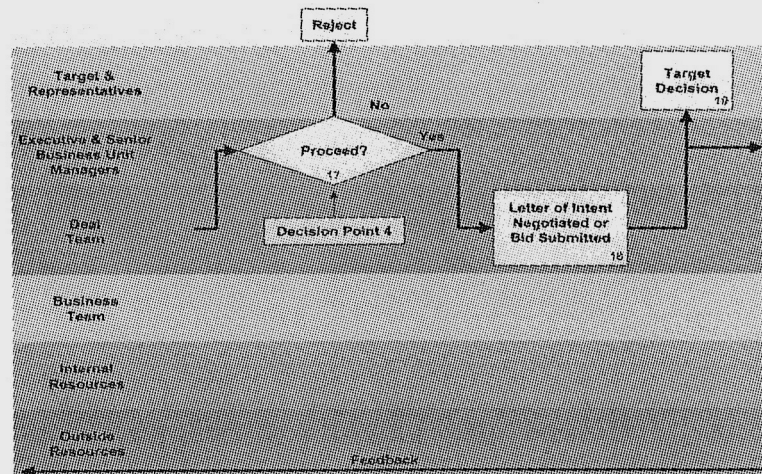 Reject
Target &
Representatives
Target
Decision
19
No
Executive & Senior
Business Unit
Managers
Yes
Proceed?
17
Letter of Intent
Negotiated or
Bid Submitted
18
Deal
Team
Decision Point 4
Business
Team
Internal
Resources
Outside
Resources
Feedback